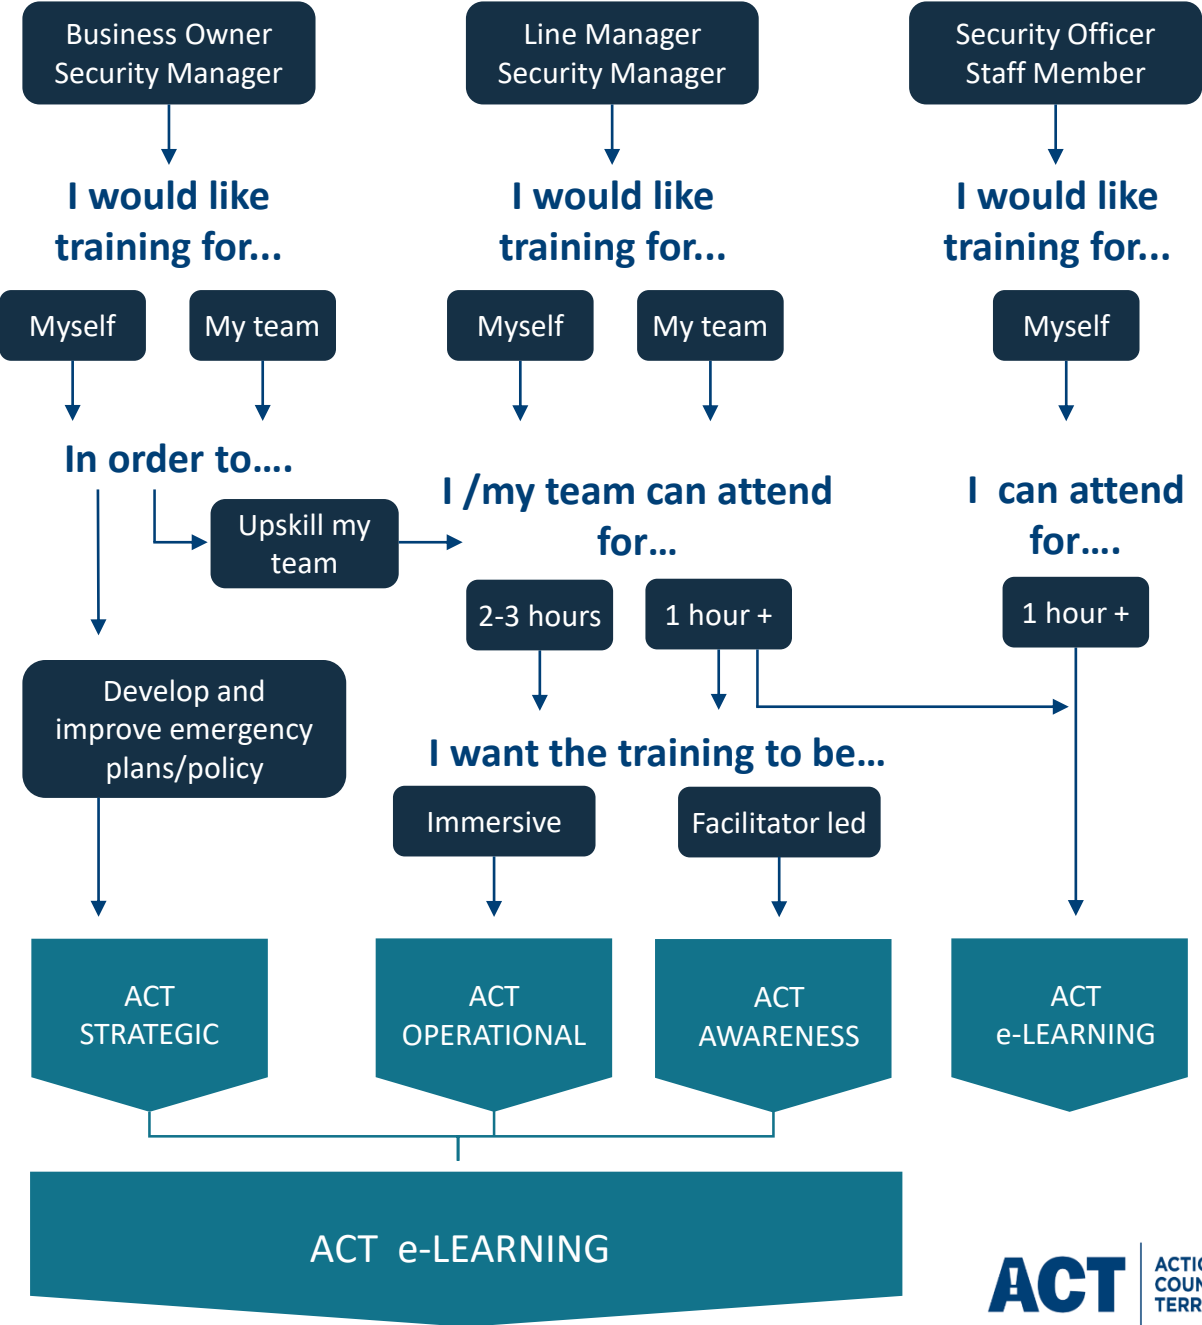 Business Owner
Security Manager
Line Manager
Security Manager
Security Officer
Staff Member
I would like
training for...
I would like
training for...
I would like
training for...
Myself
My team
Myself
My team
Myself
In order to....
I /my team can attend
for...
I can attend
for....
Upskill my
team
2-3 hours
1 hour +
1 hour +
Develop and
improve emergency
plans/policy
I want the training to be...
Immersive
Facilitator led
ACT
STRATEGIC
ACT
OPERATIONAL
ACT
AWARENESS
ACT
e-LEARNING
ACT e-LEARNING
ACT